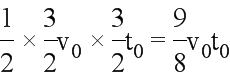 1/2 × 3/2 v₀ × 3/2 t₀ = 9/8 v₀t₀